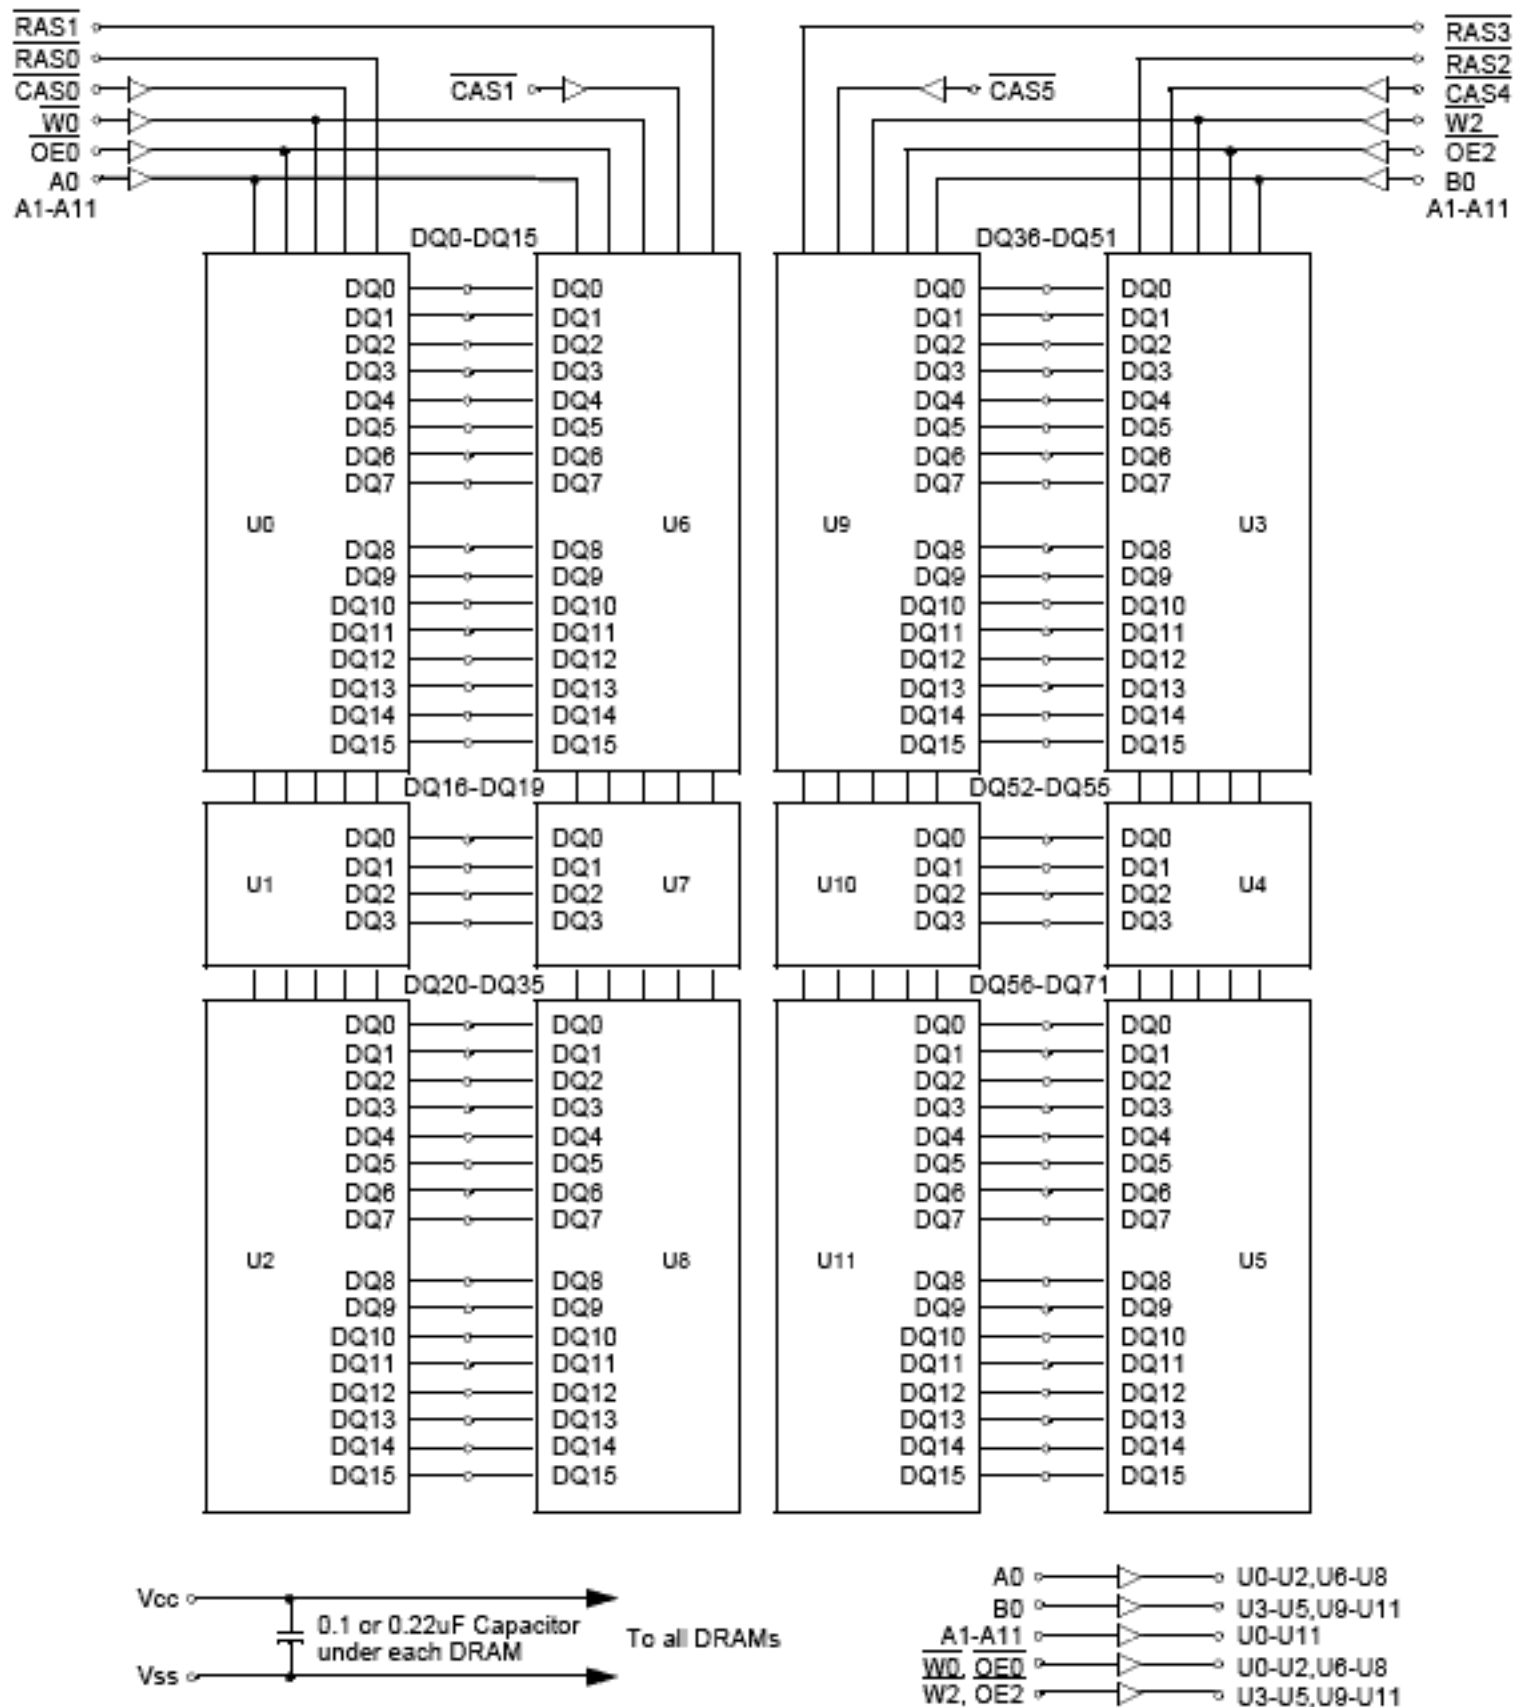 RAS1
RAS0
CAS0
CAS1
W0
OE0
A0
A1-A11
RAS3
RAS2
CAS5
CAS4
W2
OE2
B0
A1-A11
DQ0-DQ15
DQ36-DQ51
DQ0 DQ0 DQ0 DQ0
DQ1 DQ1 DQ1 DQ1
DQ2 DQ2 DQ2 DQ2
DQ3 DQ3 DQ3 DQ3
DQ4 DQ4 DQ4 DQ4
DQ5 DQ5 DQ5 DQ5
DQ6 DQ6 DQ6 DQ6
DQ7 DQ7 DQ7 DQ7
U0 U6 U9 U3
DQ8 DQ8 DQ8 DQ8
DQ9 DQ9 DQ9 DQ9
DQ10 DQ10 DQ10 DQ10
DQ11 DQ11 DQ11 DQ11
DQ12 DQ12 DQ12 DQ12
DQ13 DQ13 DQ13 DQ13
DQ14 DQ14 DQ14 DQ14
DQ15 DQ15 DQ15 DQ15
DQ16-DQ19
DQ52-DQ55
DQ0 DQ0 DQ0 DQ0
DQ1 DQ1 DQ1 DQ1
U1 U7 U10 U4
DQ2 DQ2 DQ2 DQ2
DQ3 DQ3 DQ3 DQ3
DQ20-DQ35
DQ56-DQ71
DQ0 DQ0 DQ0 DQ0
DQ1 DQ1 DQ1 DQ1
DQ2 DQ2 DQ2 DQ2
DQ3 DQ3 DQ3 DQ3
DQ4 DQ4 DQ4 DQ4
DQ5 DQ5 DQ5 DQ5
DQ6 DQ6 DQ6 DQ6
DQ7 DQ7 DQ7 DQ7
U2 U8 U11 U5
DQ8 DQ8 DQ8 DQ8
DQ9 DQ9 DQ9 DQ9
DQ10 DQ10 DQ10 DQ10
DQ11 DQ11 DQ11 DQ11
DQ12 DQ12 DQ12 DQ12
DQ13 DQ13 DQ13 DQ13
DQ14 DQ14 DQ14 DQ14
DQ15 DQ15 DQ15 DQ15
Vcc
0.1 or 0.22uF Capacitor
under each DRAM
To all DRAMs
Vss
A0 U0-U2,U6-U8
B0 U3-U5,U9-U11
A1-A11 U0-U11
W0, OE0 U0-U2,U6-U8
W2, OE2 U3-U5,U9-U11